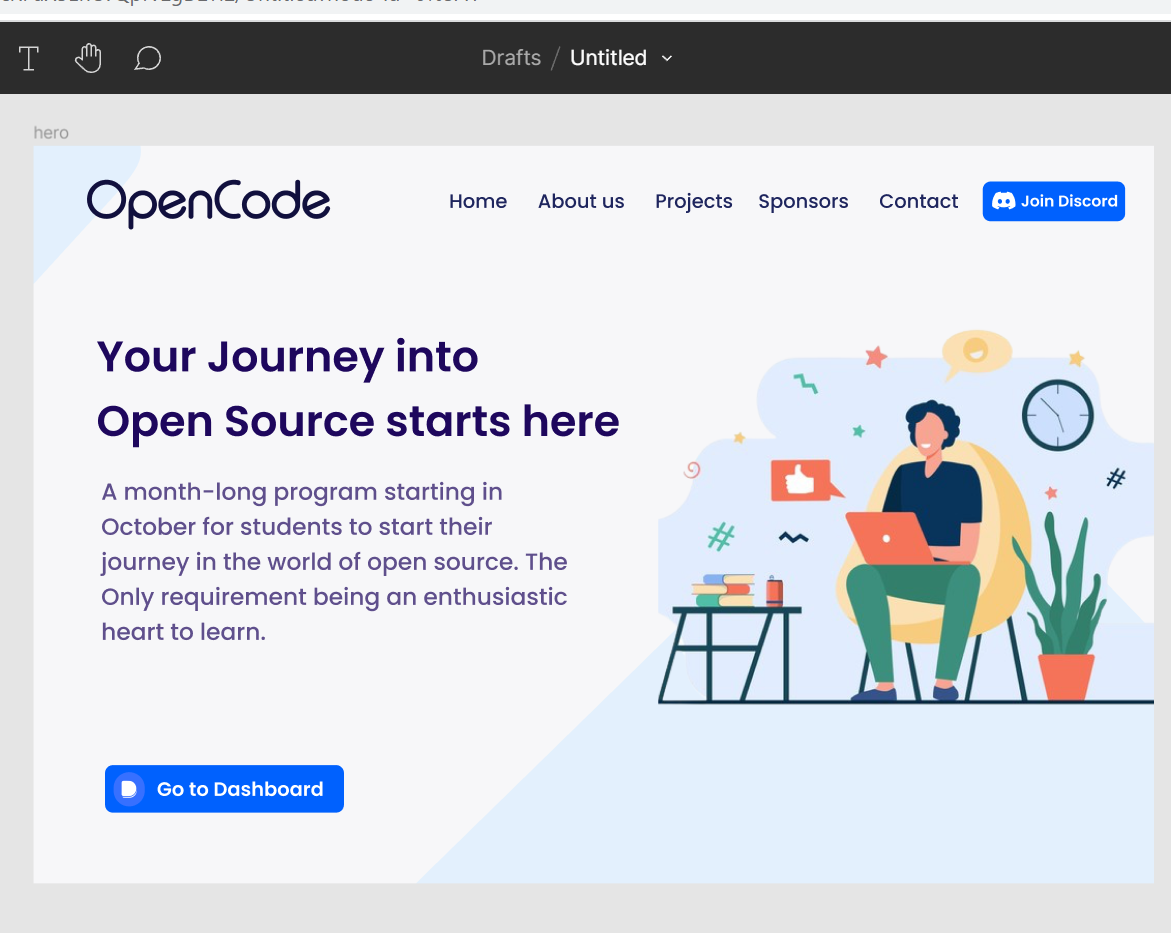 Drafts / Untitled
hero
OpenCode
Home About us Projects Sponsors Contact Join Discord
Your Journey into
Open Source starts here
A month-long program starting in
October for students to start their
journey in the world of open source. The
Only requirement being an enthusiastic
heart to learn.
#
#
Go to Dashboard